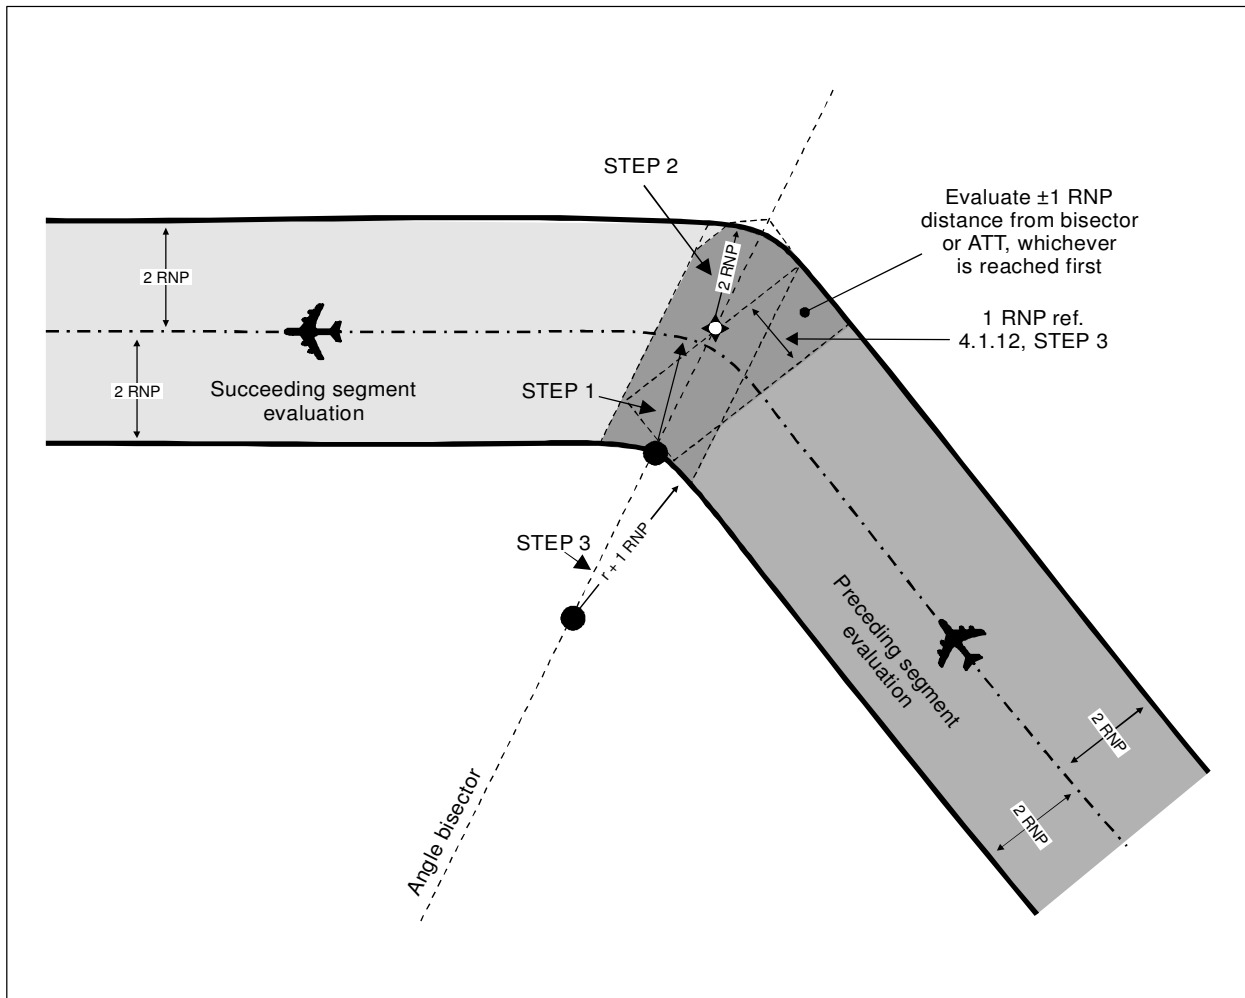 STEP 2
Evaluate ±1 RNP
distance from bisector
or ATT, whichever
is reached first
2 RNP
2 RNP
1 RNP ref.
4.1.12, STEP 3
2 RNP
Succeeding segment
evaluation
STEP 1
STEP 3
r + 1 RNP
Preceding segment
evaluation
2 RNP
2 RNP
Angle bisector